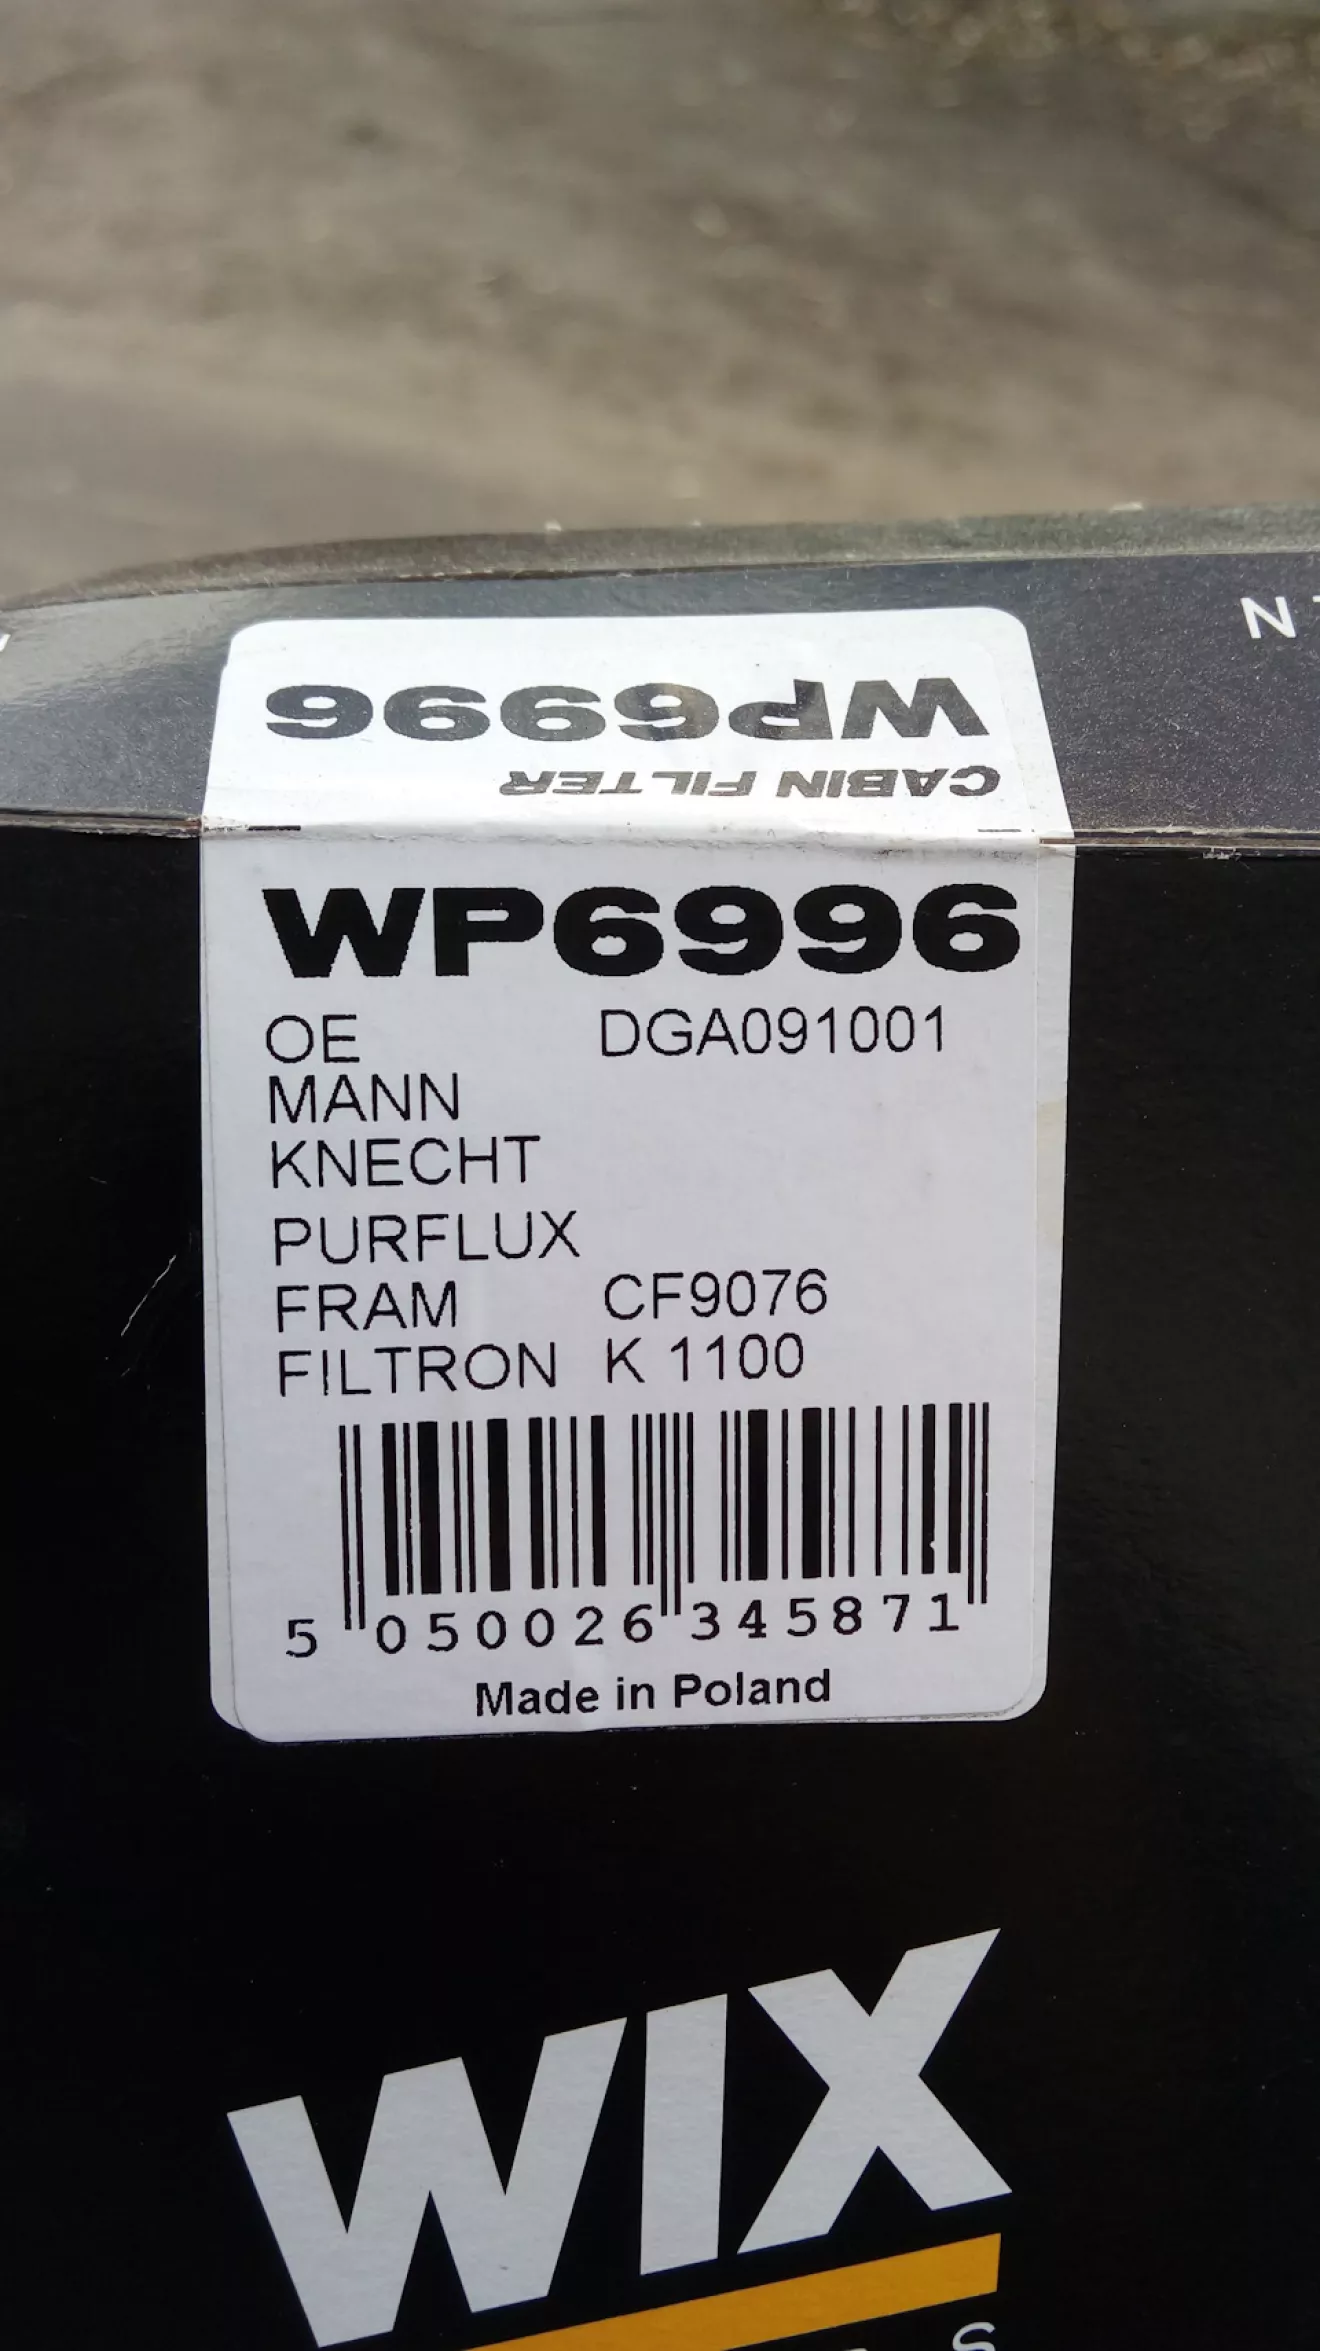 WP6996
CABIN FILTER
WP6996
OE DGA091001
MANN
KNECHT
PURFLUX
FRAM CF9076
FILTRON K 1100
5 050026 345871
Made in Poland
WIX